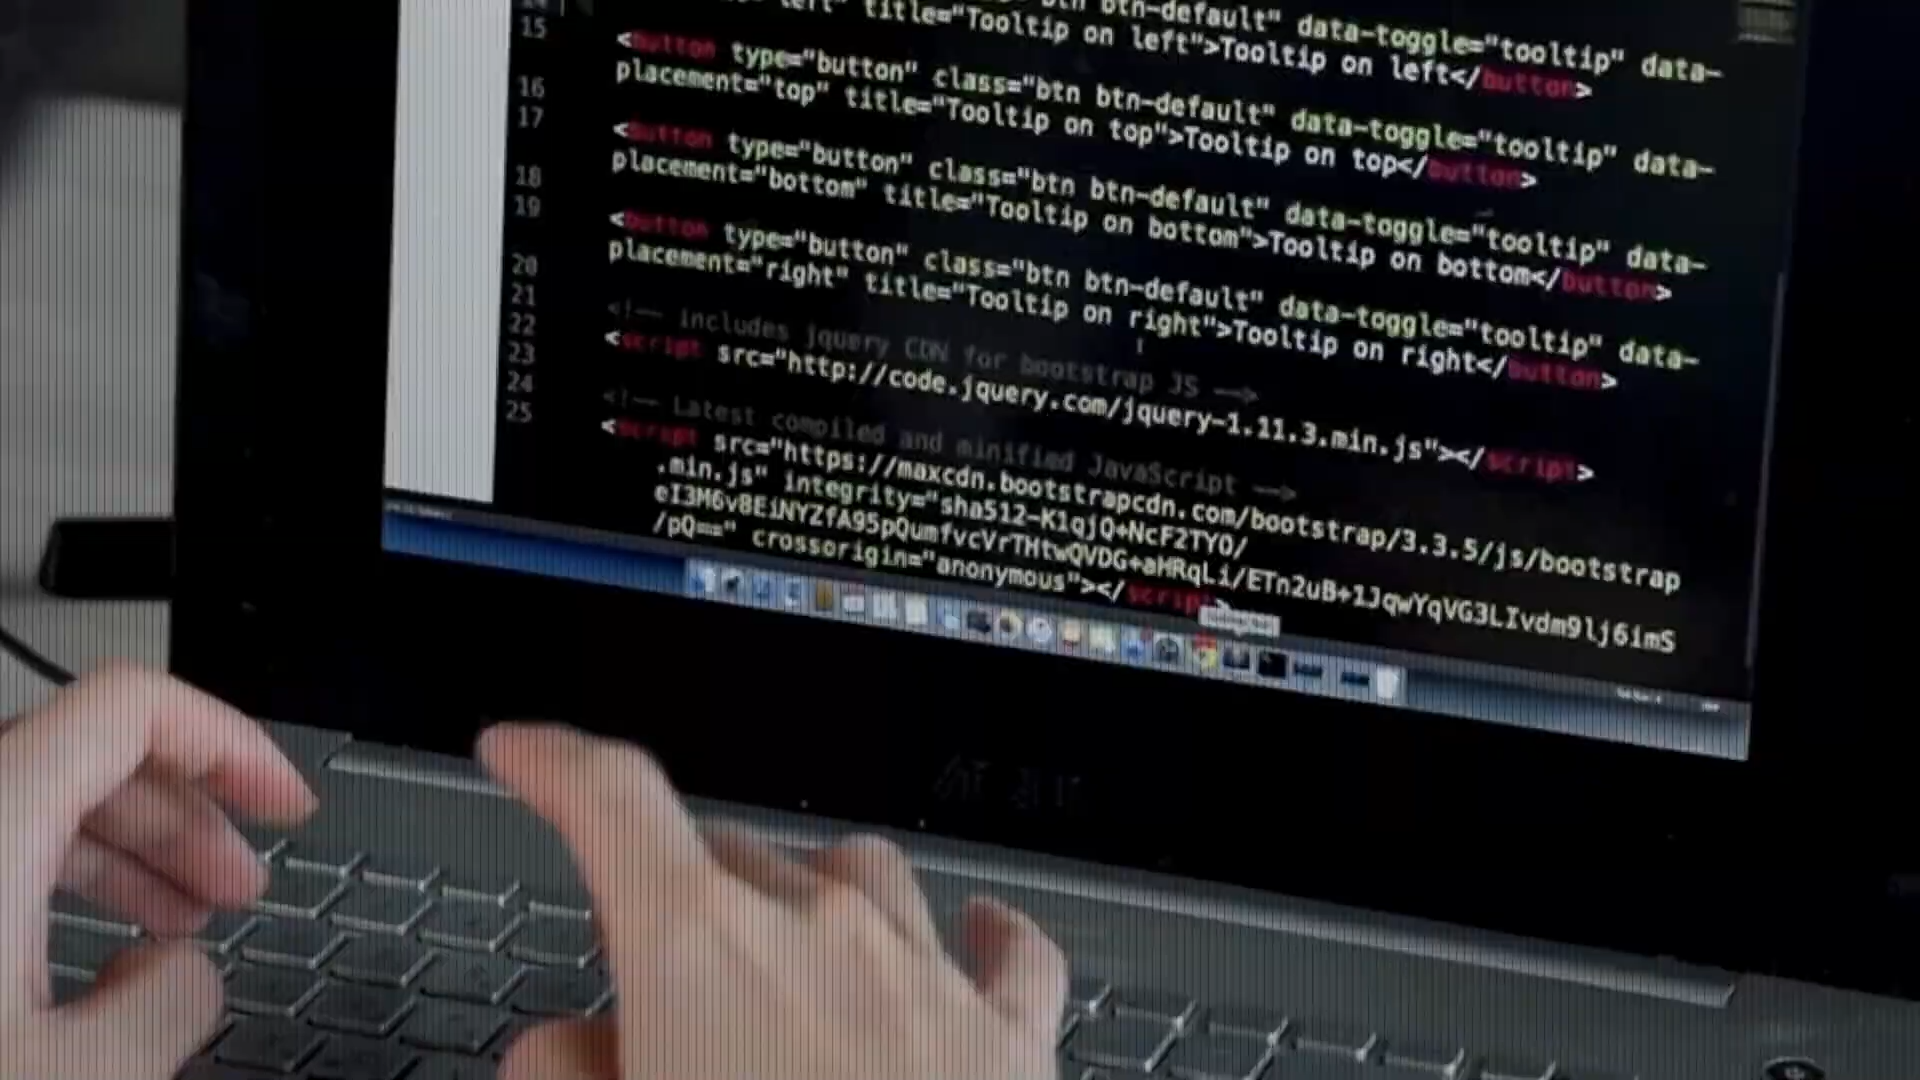 left" title="Tooltip on left">Tooltip on left</button>
btn-default" data-toggle="tooltip" data-
15
<button type="button" class="btn btn-default" data-toggle="tooltip" data-
placement="top" title="Tooltip on top">Tooltip on top</button>
16
17
<button type="button" class="btn btn-default" data-toggle="tooltip" data-
placement="bottom" title="Tooltip on bottom">Tooltip on bottom</button>
18
19
<button type="button" class="btn btn-default" data-toggle="tooltip" data-
placement="right" title="Tooltip on right">Tooltip on right</button>
20
21
<!-- includes jquery CDN for bootstrap JS -->
22
<script src="http://code.jquery.com/jquery-1.11.3.min.js"></script>
23
<!-- Latest compiled and minified JavaScript -->
24
<script src="https://maxcdn.bootstrapcdn.com/bootstrap/3.3.5/js/bootstrap
25
.min.js" integrity="sha512-K1qjQ+NcF2TYO/
eI3M6v8EiNYZfA95pQumfvcVrTHtwQVDG+aHRqLi/ETn2uB+1JqwYqVG3LIvdm9lj6imS
/pQ==" crossorigin="anonymous"></script>